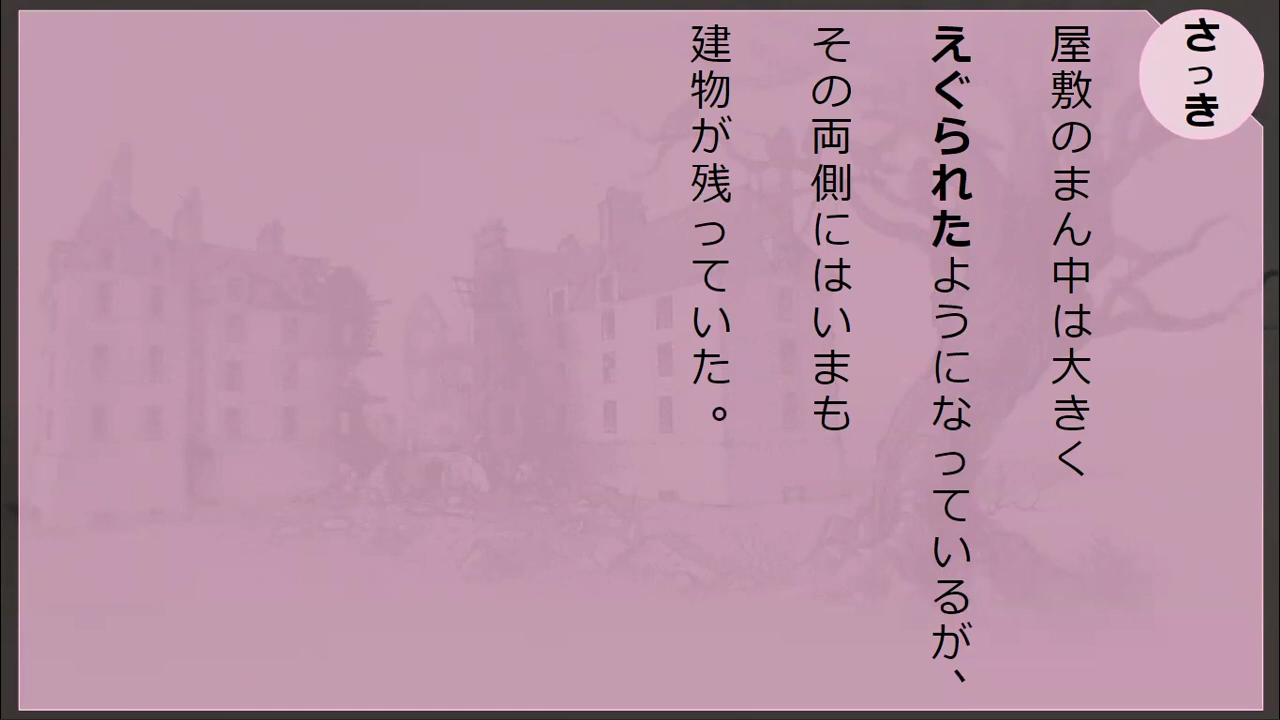 さっき
屋敷のまん中は大きく
えぐられたようになっているが、
その両側にはいまも
建物が残っていた。